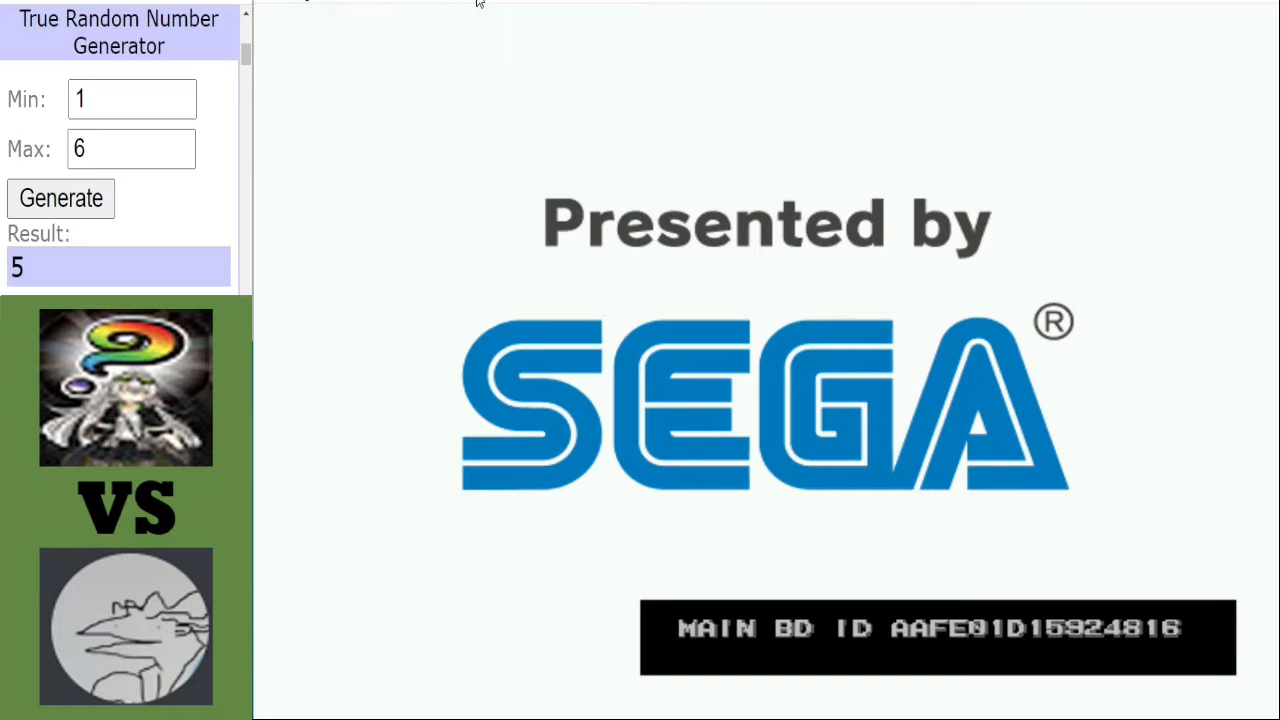 True Random Number
Generator
Min: 1
Max: 6
Generate
Result:
5
VS
Presented by
SEGA®
MAIN BD ID AAFE01D15924816